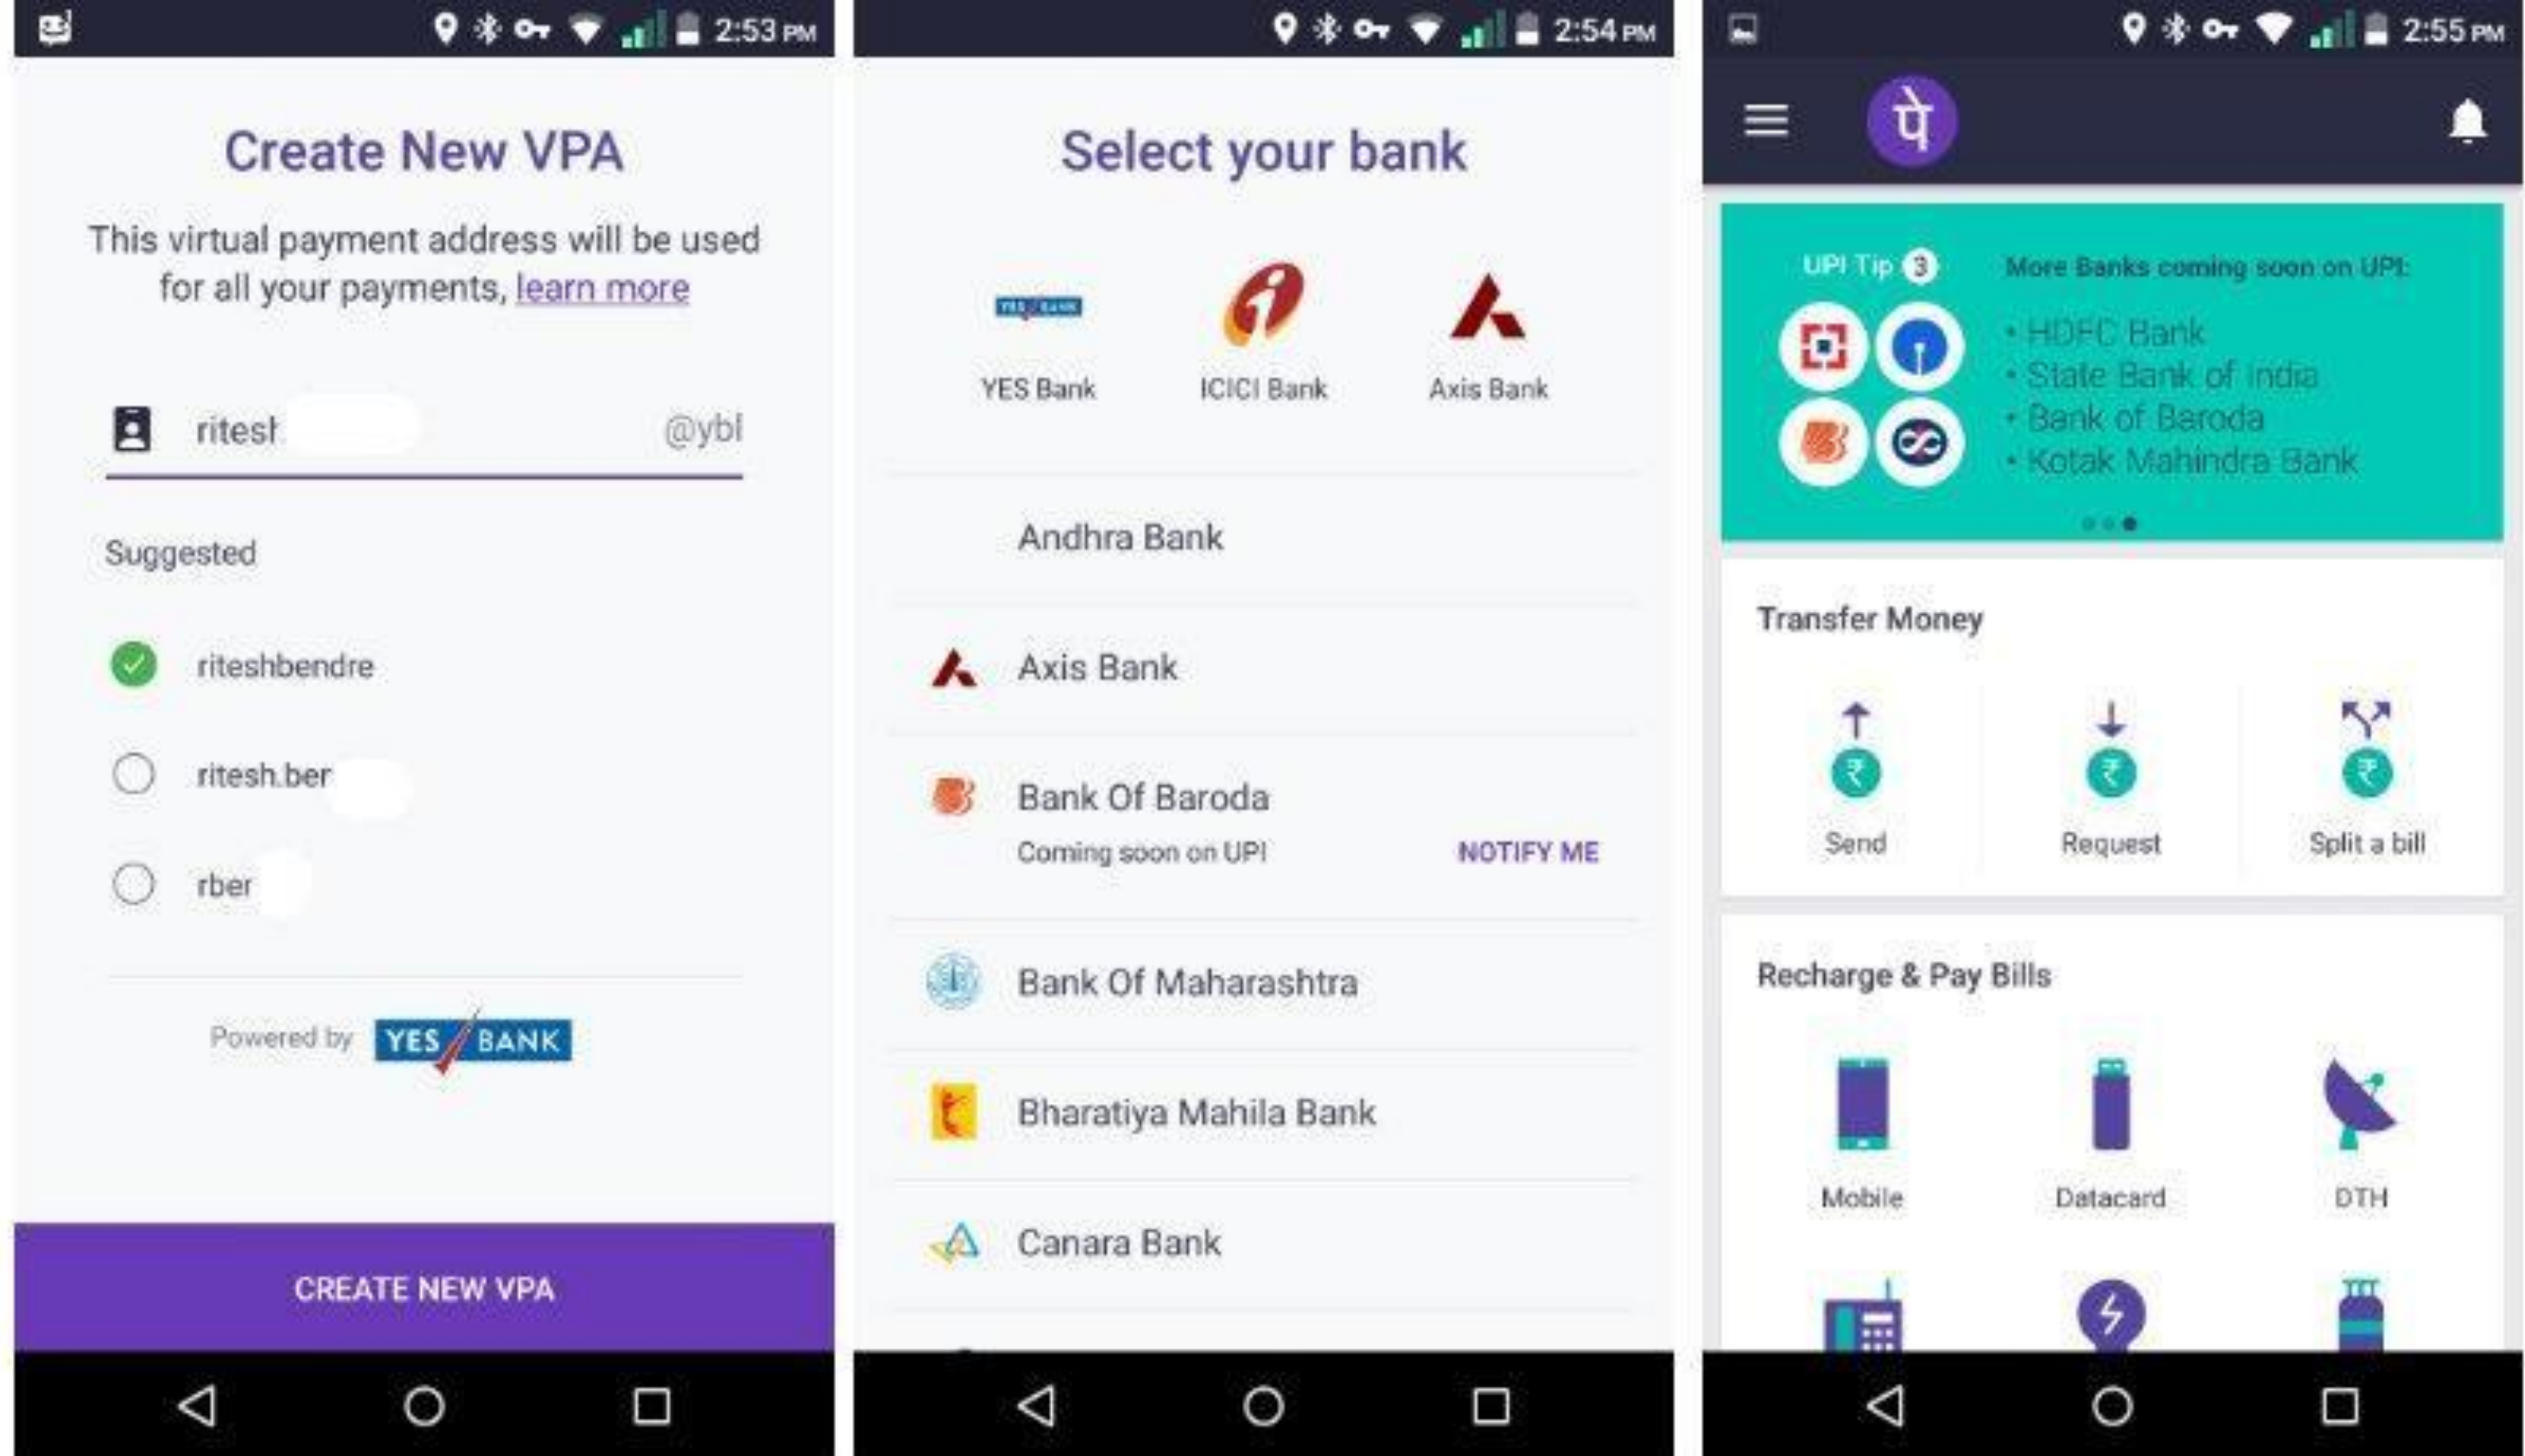 2:53 PM
Create New VPA
This virtual payment address will be used
for all your payments, learn more
@ybl
Suggested
riteshbendre
ritesh.ber
rber
Powered by YES BANK
CREATE NEW VPA
2:54 PM
Select your bank
YES BANK
YES Bank ICICI Bank Axis Bank
Andhra Bank
Axis Bank
Bank Of Baroda
Coming soon on UPI NOTIFY ME
Bank Of Maharashtra
Bharatiya Mahila Bank
Canara Bank
2:55 PM
पे
UPI Tip 3
More Banks coming soon on UPI:
• HDFC Bank
• State Bank of India
• Bank of Baroda
• Kotak Mahindra Bank
Transfer Money
₹ ₹ ₹
Send Request Split a bill
Recharge & Pay Bills
Mobile Datacard DTH